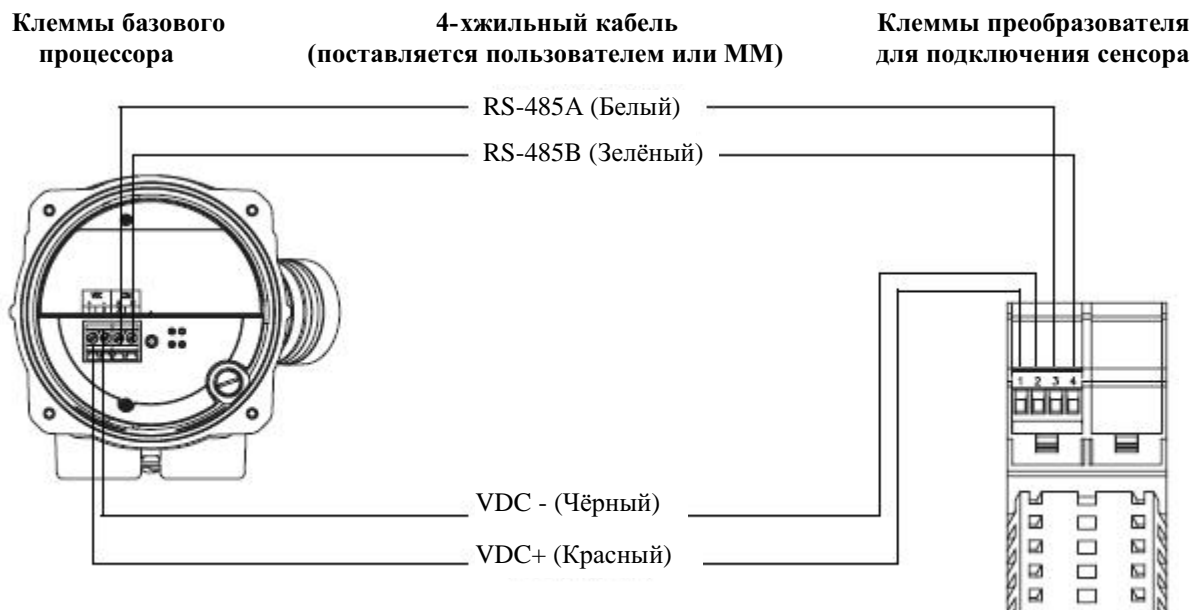 Клеммы базового процессора
4-хжильный кабель (поставляется пользователем или ММ)
Клеммы преобразователя для подключения сенсора
RS-485A (Белый)
RS-485B (Зелёный)
1 2 3 4
VDC - (Чёрный)
VDC+ (Красный)